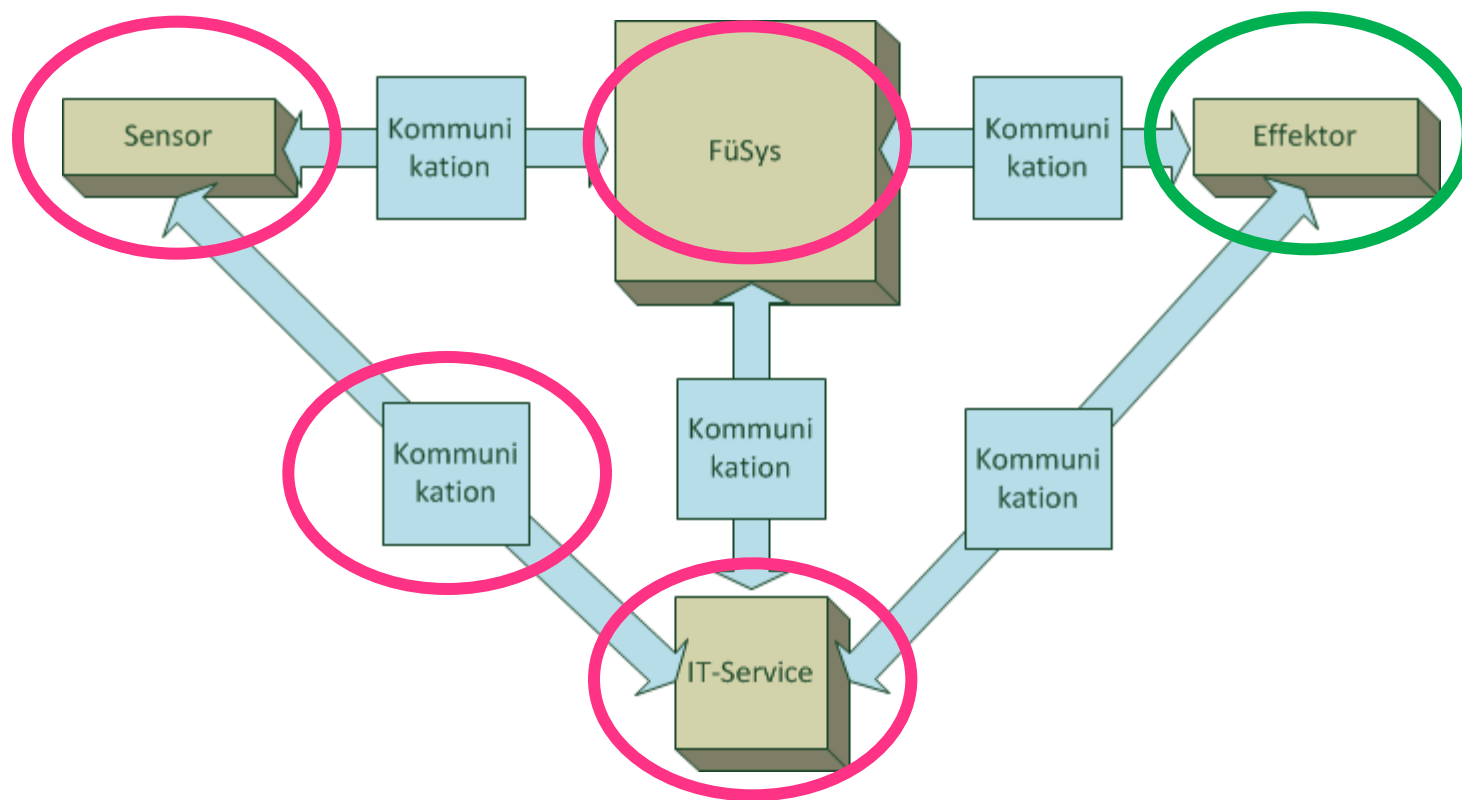 Sensor
Kommuni
kation
FüSys
Kommuni
kation
Effektor
Kommuni
kation
Kommuni
kation
Kommuni
kation
IT-Service